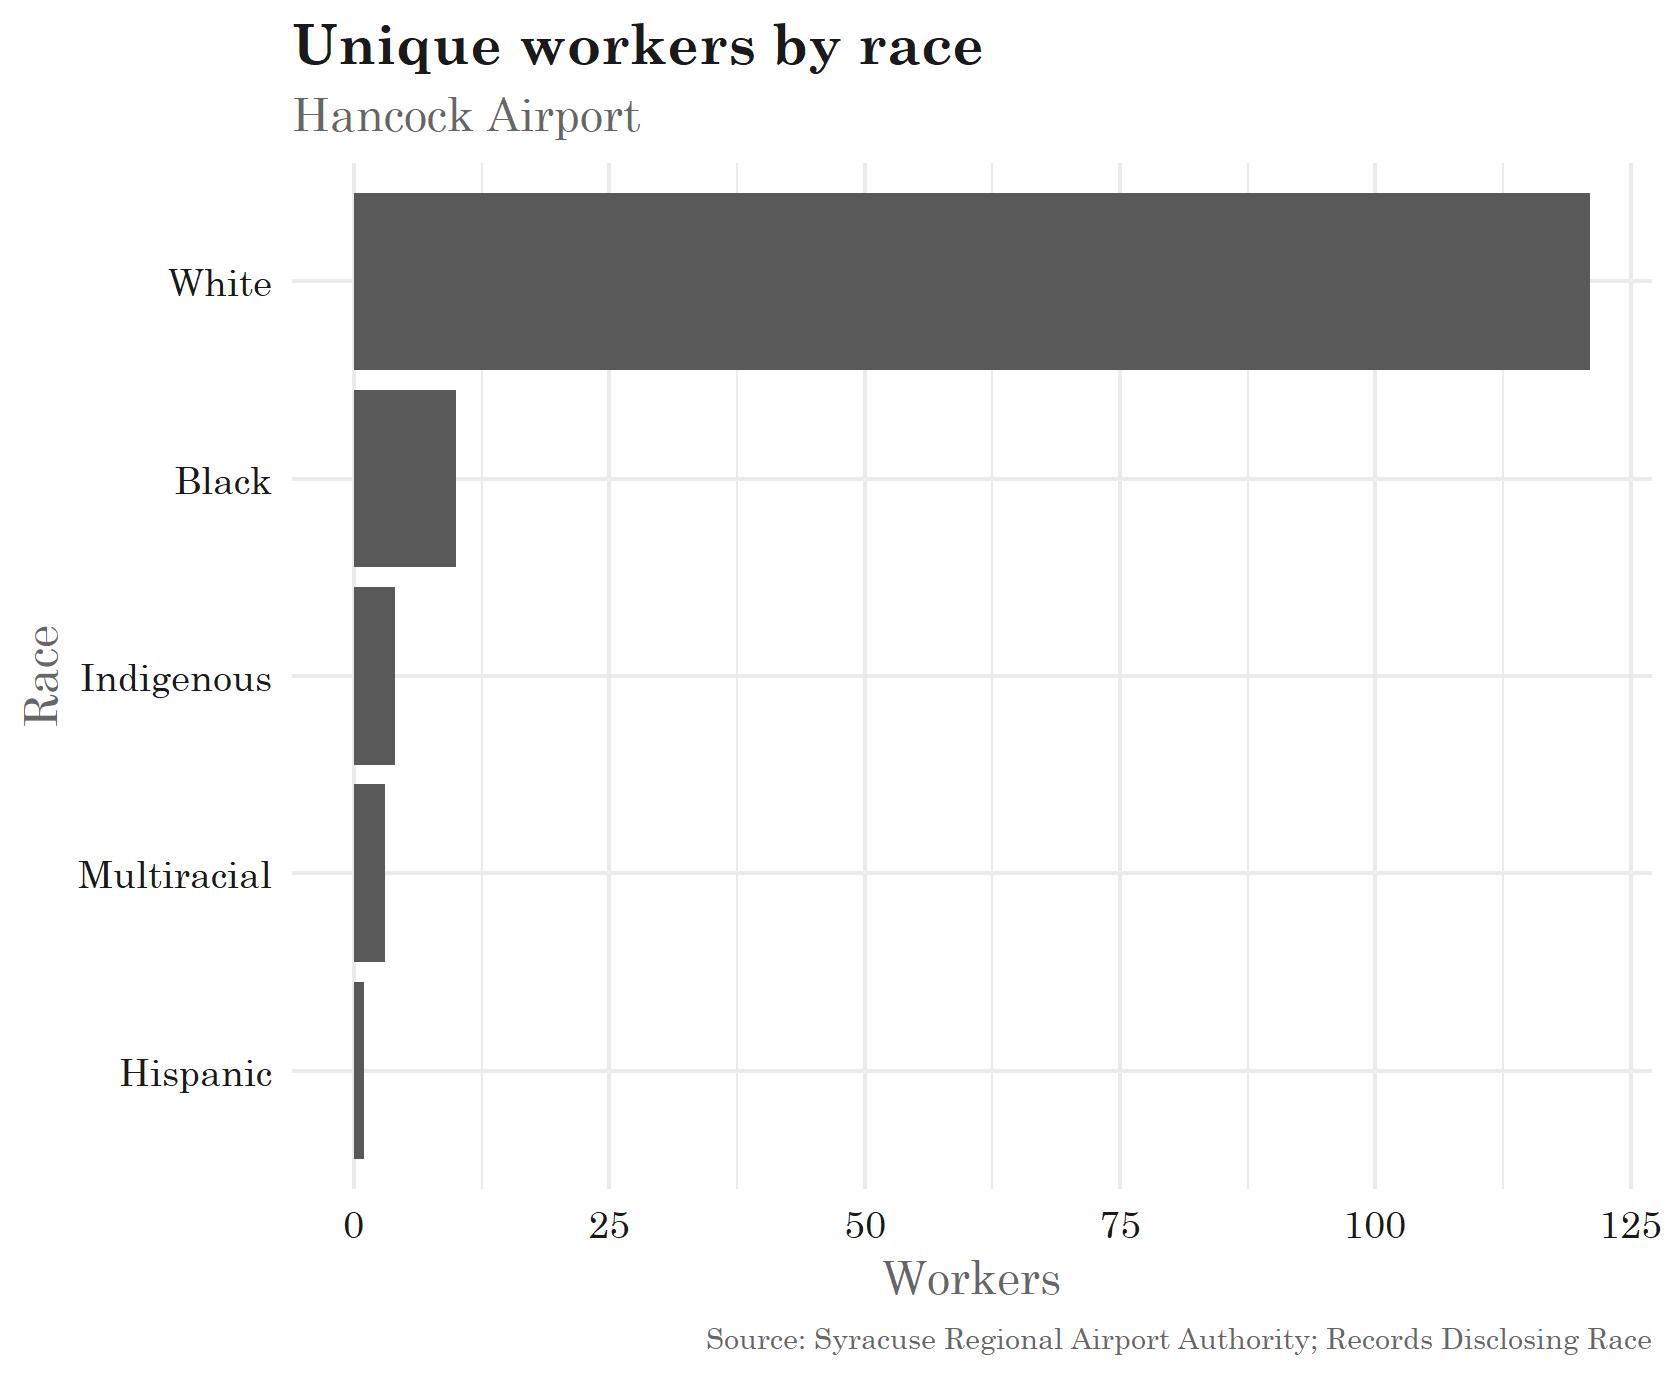 Unique workers by race
Hancock Airport
White
Black
Indigenous
Multiracial
Hispanic
Race
0 25 50 75 100 125
Workers
Source: Syracuse Regional Airport Authority; Records Disclosing Race